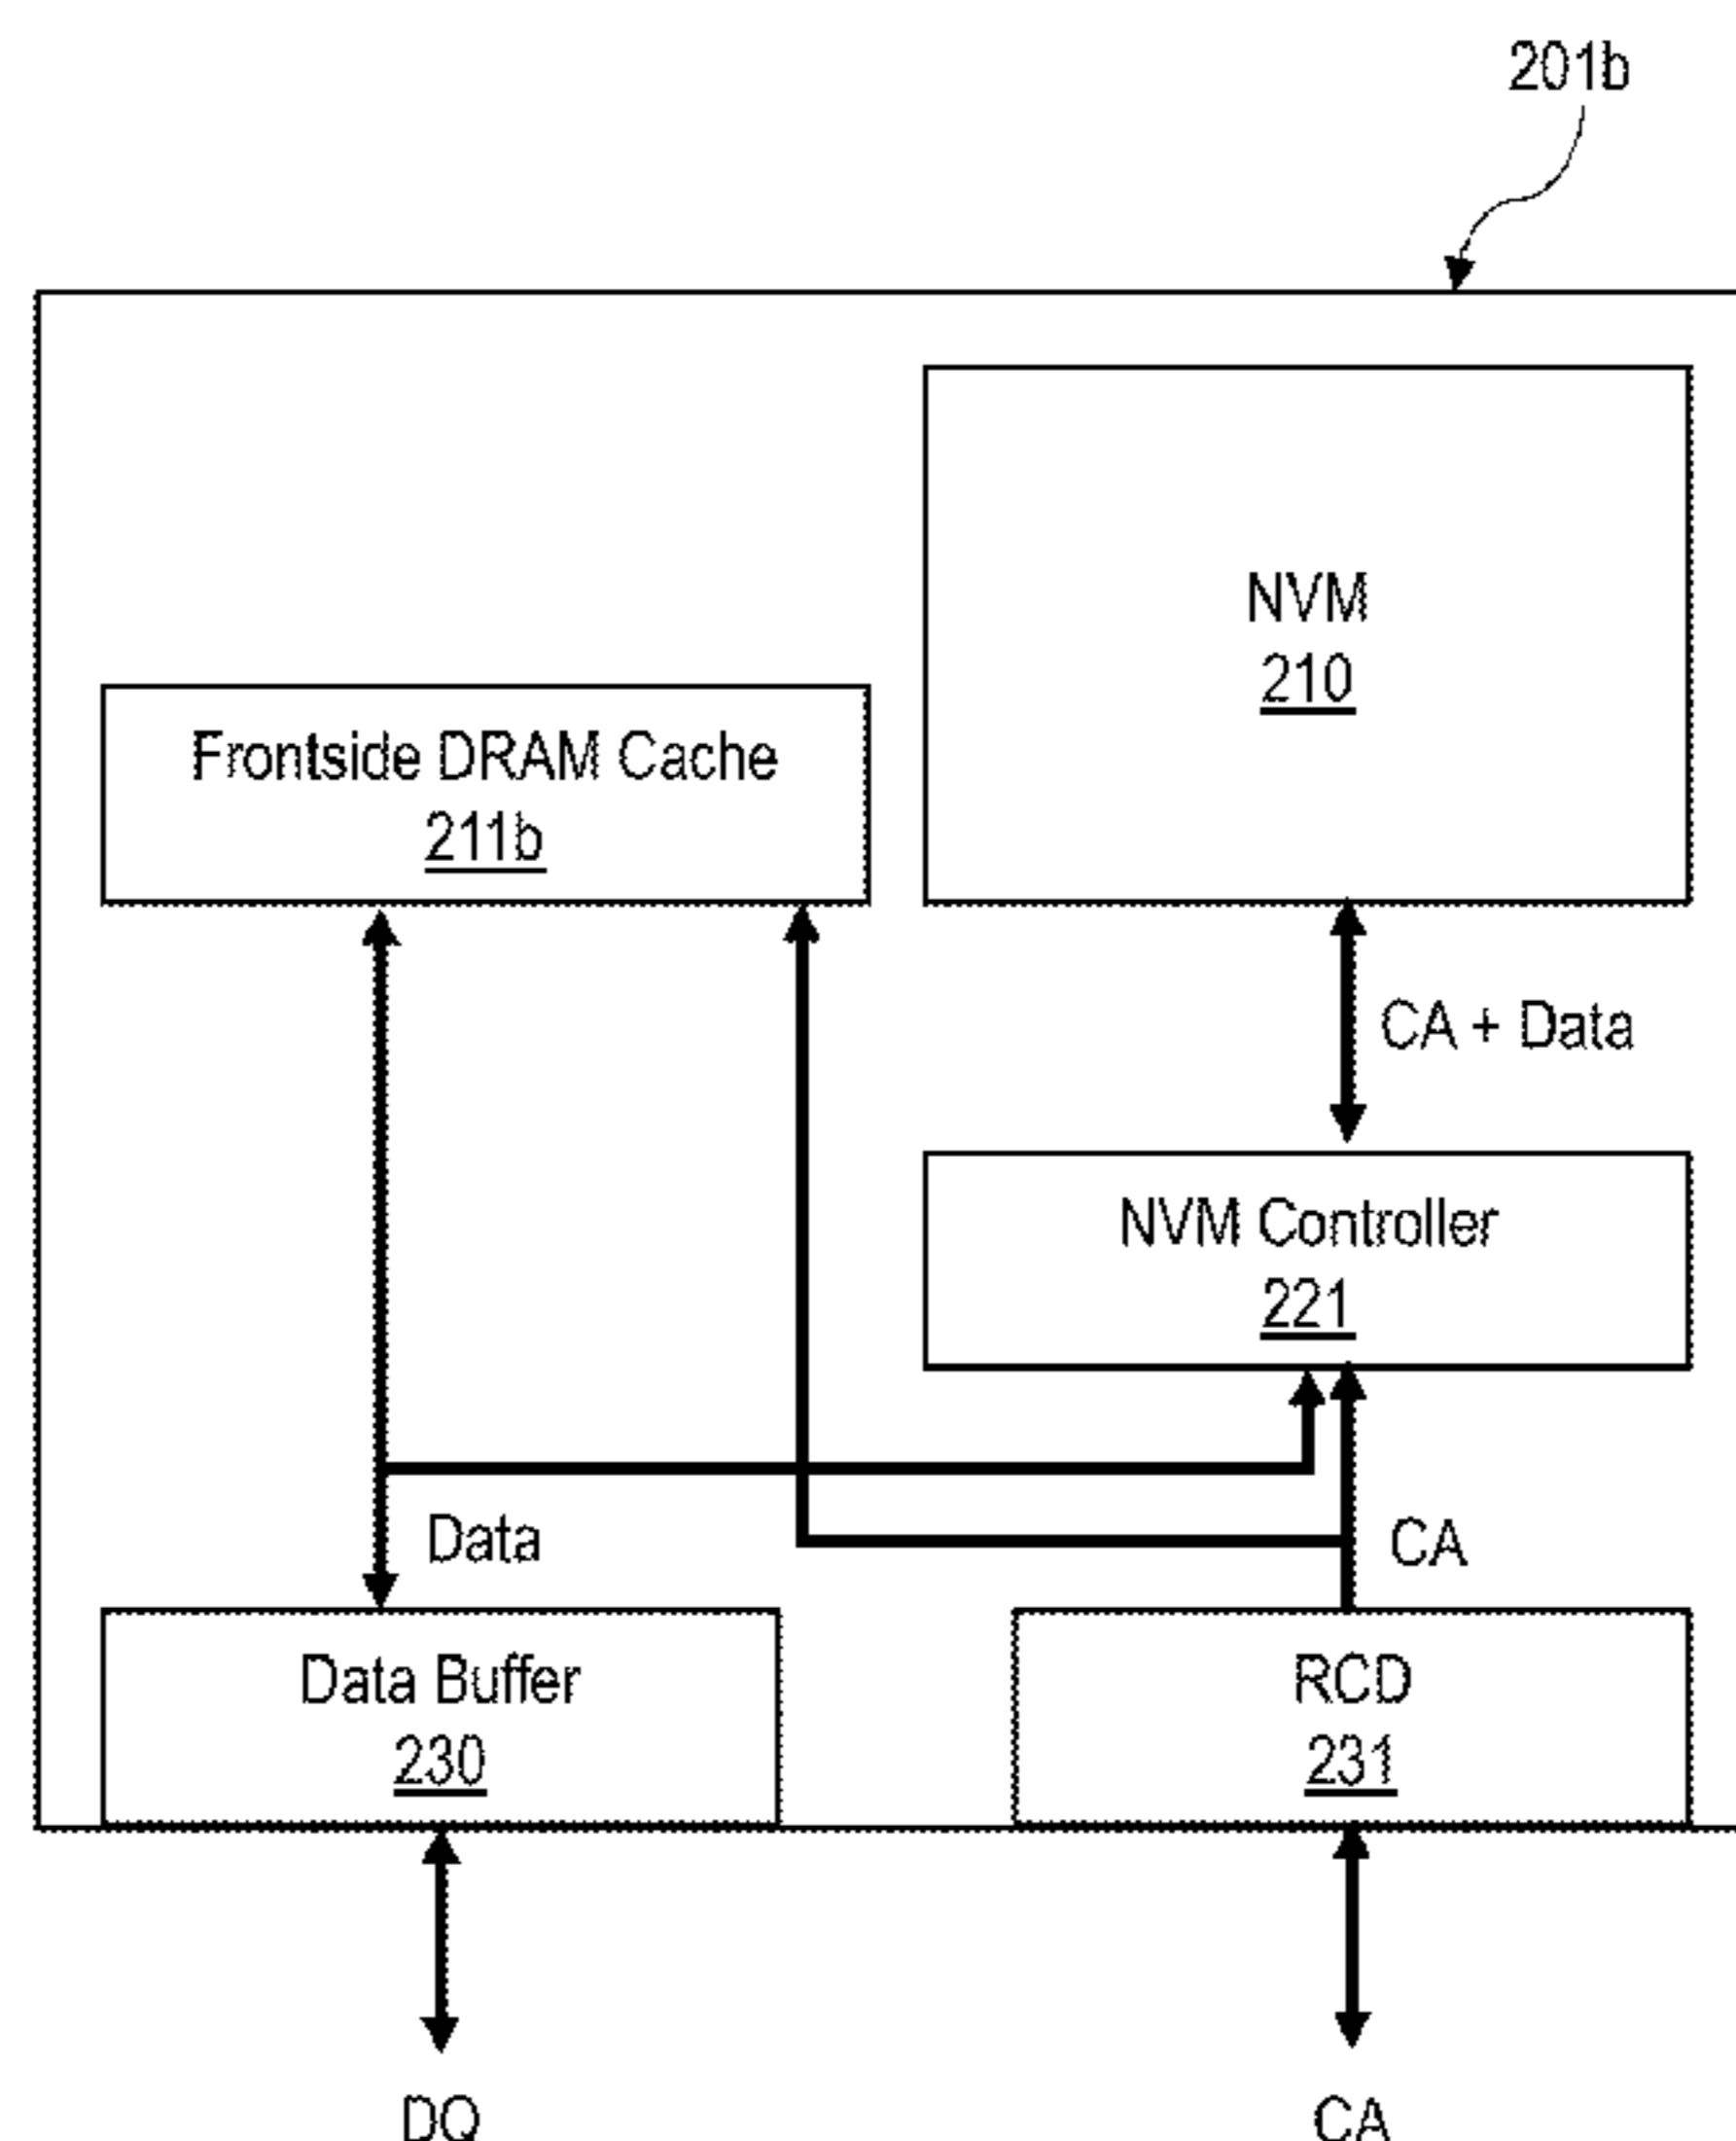 201b
NVM
210
Frontside DRAM Cache
211b
CA + Data
NVM Controller
221
Data
CA
Data Buffer
230
RCD
231
DQ
CA